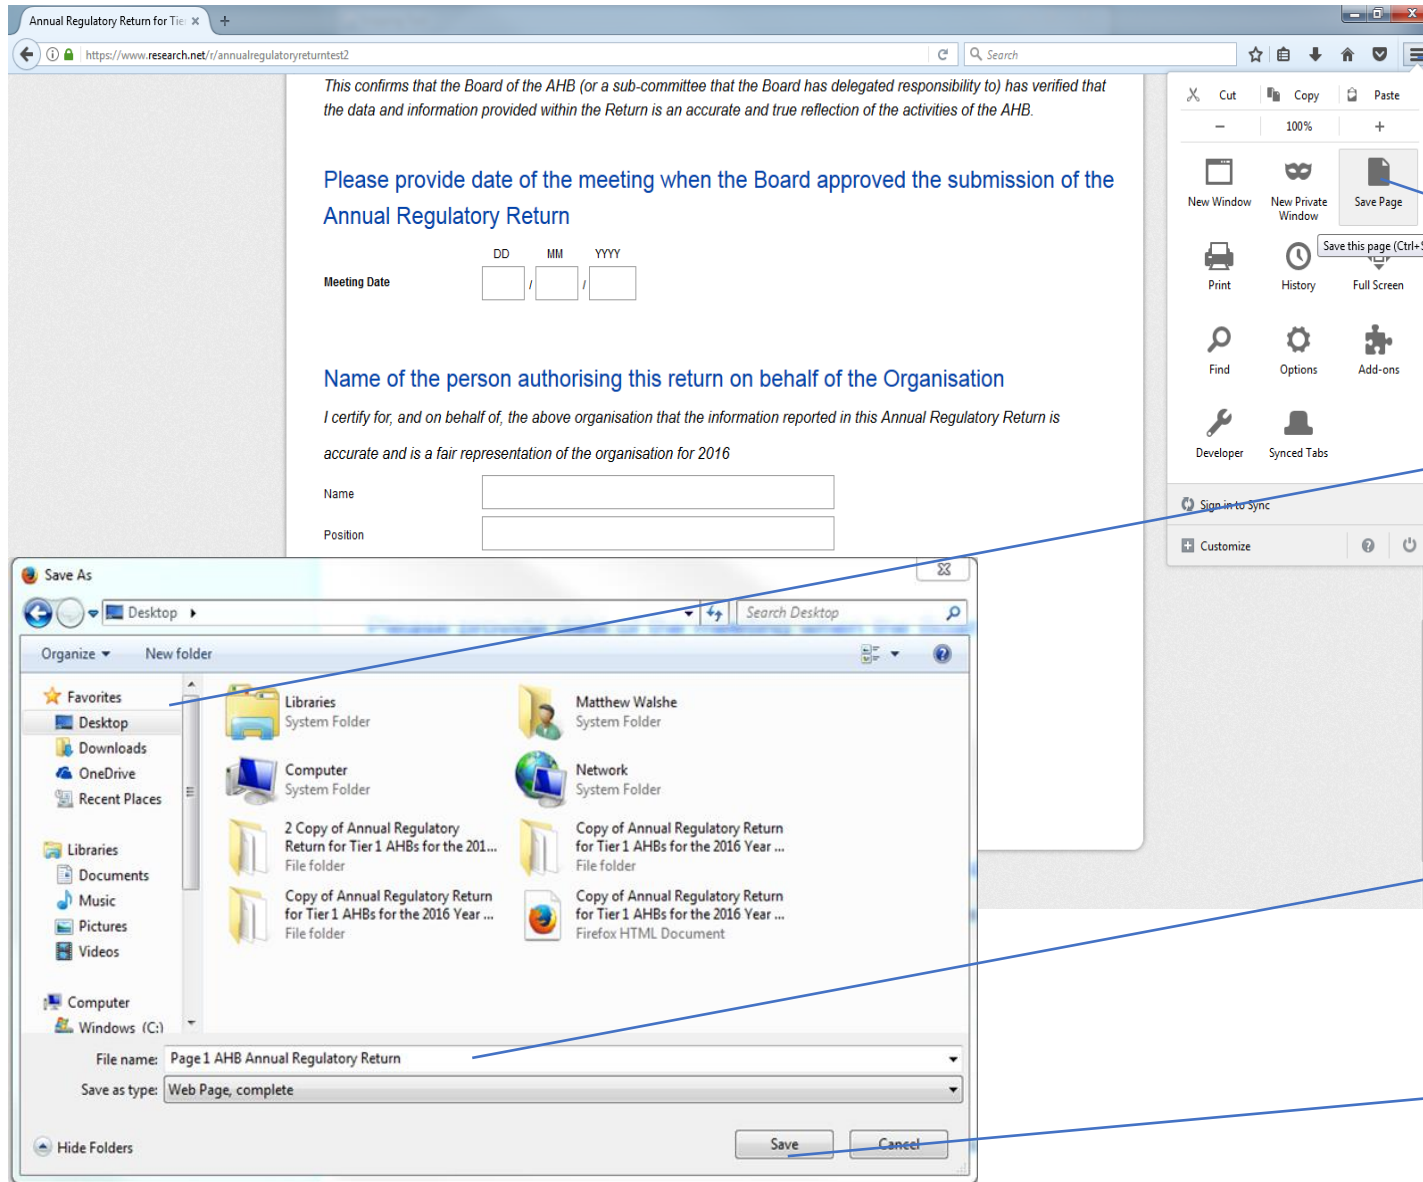 Annual Regulatory Return for Tie
https://www.research.net/r/annualregulatoryreturntest2
Search
This confirms that the Board of the AHB (or a sub-committee that the Board has delegated responsibility to) has verified that
the data and information provided within the Return is an accurate and true reflection of the activities of the AHB.
Please provide date of the meeting when the Board approved the submission of the
Annual Regulatory Return
DD MM YYYY
Meeting Date / /
Name of the person authorising this return on behalf of the Organisation
I certify for, and on behalf of, the above organisation that the information reported in this Annual Regulatory Return is
accurate and is a fair representation of the organisation for 2016
Name
Position
Cut Copy Paste
− 100% +
New Window New Private
Window Save Page
Save this page (Ctrl+S
Print History Full Screen
Find Options Add-ons
Developer Synced Tabs
Sign in to Sync
Customize
Save As
Desktop
Search Desktop
Organize New folder
Favorites
Desktop
Downloads
OneDrive
Recent Places
Libraries
Documents
Music
Pictures
Videos
Computer
Windows (C:)
Libraries
System Folder
Matthew Walshe
System Folder
Computer
System Folder
Network
System Folder
2 Copy of Annual Regulatory
Return for Tier 1 AHBs for the 201...
File folder
Copy of Annual Regulatory Return
for Tier 1 AHBs for the 2016 Year ...
File folder
Copy of Annual Regulatory Return
for Tier 1 AHBs for the 2016 Year ...
File folder
Copy of Annual Regulatory Return
for Tier 1 AHBs for the 2016 Year ...
Firefox HTML Document
File name: Page 1 AHB Annual Regulatory Return
Save as type: Web Page, complete
Hide Folders
Save Cancel